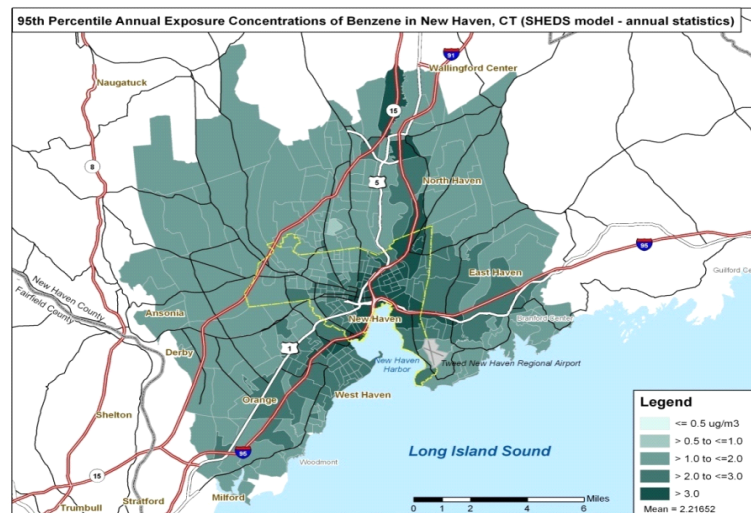 95th Percentile Annual Exposure Concentrations of Benzene in New Haven, CT (SHEDS model - annual statistics)
91
Wallingford Center
Naugatuck
15
8
5
North Haven
95
East Haven
Guilford Ce
New Haven County
Fairfield County
Ansonia
New Haven
Branford Center
Derby
1
New Haven
Harbor
Tweed New Haven Regional Airport
West Haven
Orange
Shelton
Legend
<= 0.5 ug/m3
> 0.5 to <=1.0
> 1.0 to <=2.0
> 2.0 to <=3.0
> 3.0
Mean = 2.21652
95
Long Island Sound
Woodmont
15
Milford
Stratford
Trumbull
Miles
0 1 2 4 6